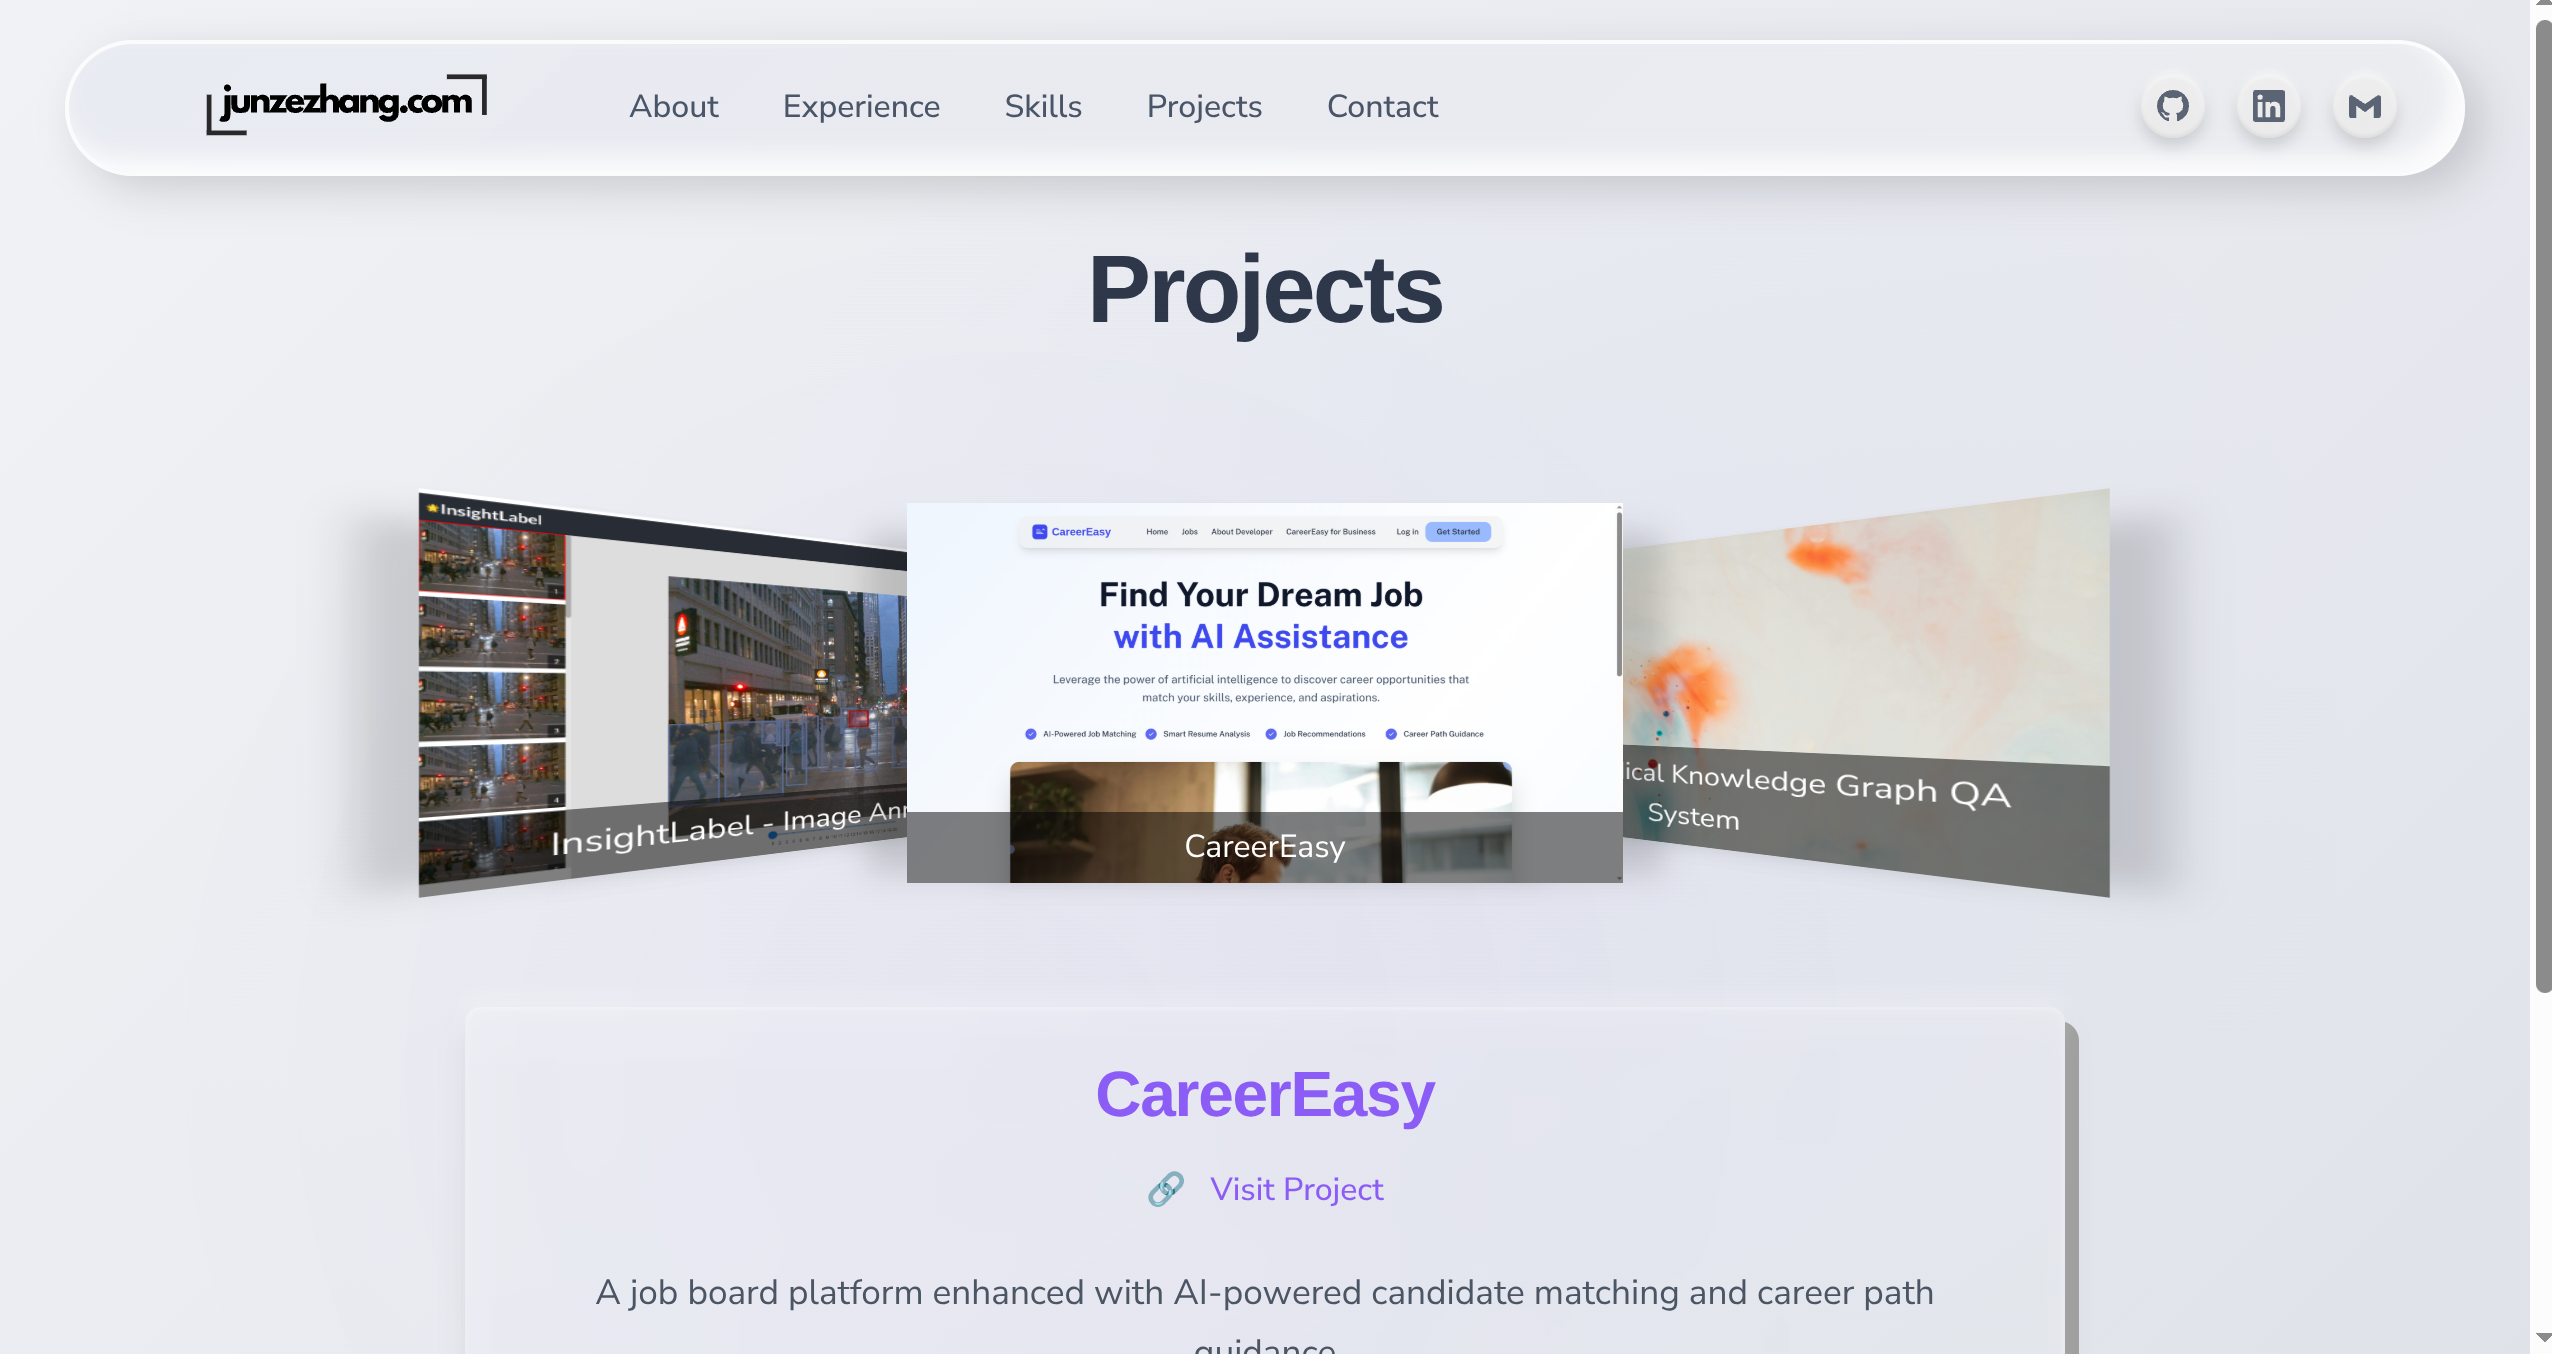 junzezhang.com
About
Experience
Skills
Projects
Contact
Projects
InsightLabel
1
2
3
4
InsightLabel - Image
CareerEasy
Home
Jobs
About Developer
CareerEasy for Business
Log in
Get Started
Find Your Dream Job
with AI Assistance
Leverage the power of artificial intelligence to discover career opportunities that
match your skills, experience, and aspirations.
AI-Powered Job Matching
Smart Resume Analysis
Job Recommendations
Career Path Guidance
CareerEasy
Knowledge Graph QA
System
CareerEasy
Visit Project
A job board platform enhanced with AI-powered candidate matching and career path
guidance